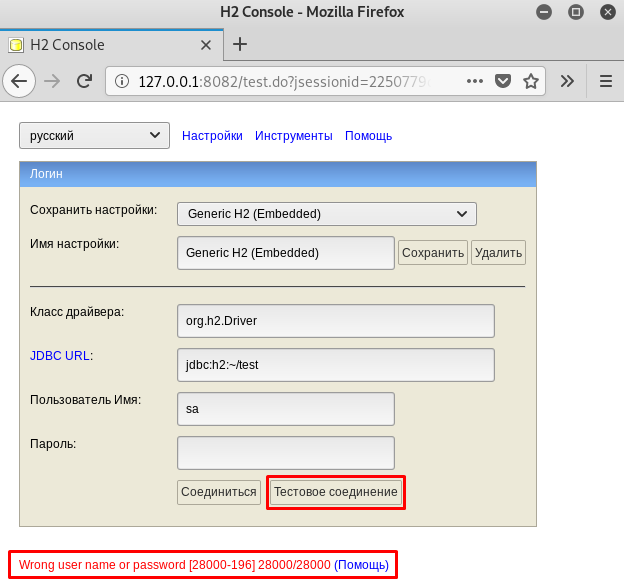 H2 Console - Mozilla Firefox
H2 Console
127.0.0.1:8082/test.do?jsessionid=2250779
русский Настройки Инструменты Помощь
Логин
Сохранить настройки: Generic H2 (Embedded)
Имя настройки: Generic H2 (Embedded) Сохранить Удалить
Класс драйвера: org.h2.Driver
JDBC URL: jdbc:h2:~/test
Пользователь Имя: sa
Пароль:
Соединиться Тестовое соединение
Wrong user name or password [28000-196] 28000/28000 (Помощь)